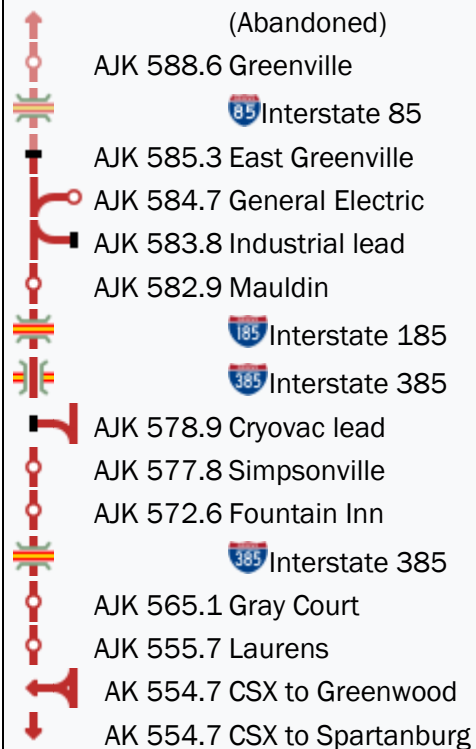 (Abandoned)
AJK 588.6 Greenville
85 Interstate 85
AJK 585.3 East Greenville
AJK 584.7 General Electric
AJK 583.8 Industrial lead
AJK 582.9 Mauldin
185 Interstate 185
385 Interstate 385
AJK 578.9 Cryovac lead
AJK 577.8 Simpsonville
AJK 572.6 Fountain Inn
385 Interstate 385
AJK 565.1 Gray Court
AJK 555.7 Laurens
AK 554.7 CSX to Greenwood
AK 554.7 CSX to Spartanburg